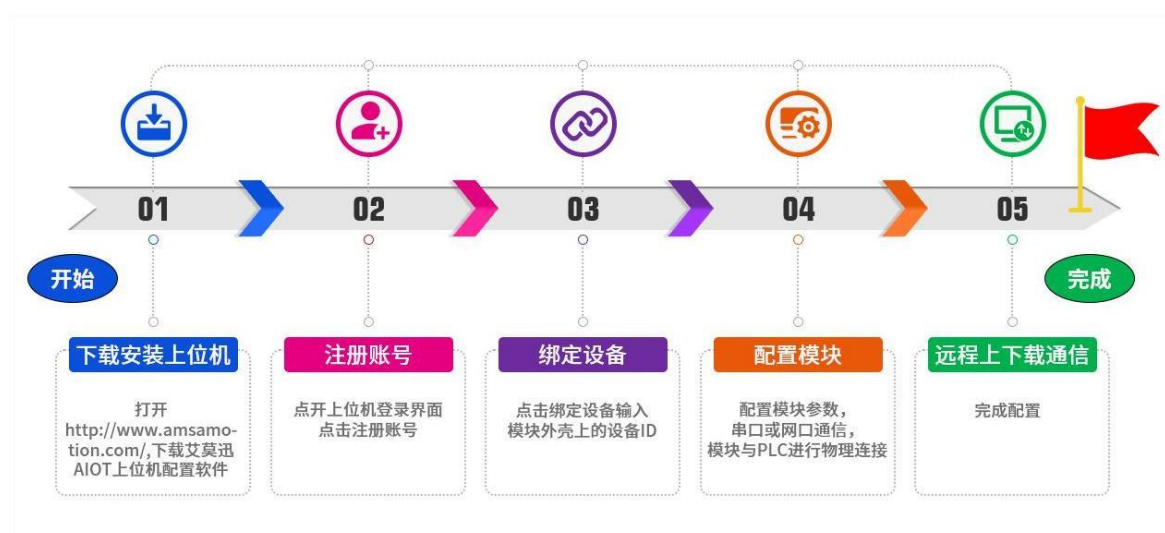 01
02
03
04
05
开始
完成
下载安装上位机
打开
http://www.amsamo-
tion.com/,下载艾莫迅
AIOT上位机配置软件
注册账号
点开上位机登录界面
点击注册账号
绑定设备
点击绑定设备输入
模块外壳上的设备ID
配置模块
配置模块参数，
串口或网口通信，
模块与PLC进行物理连接
远程上下载通信
完成配置